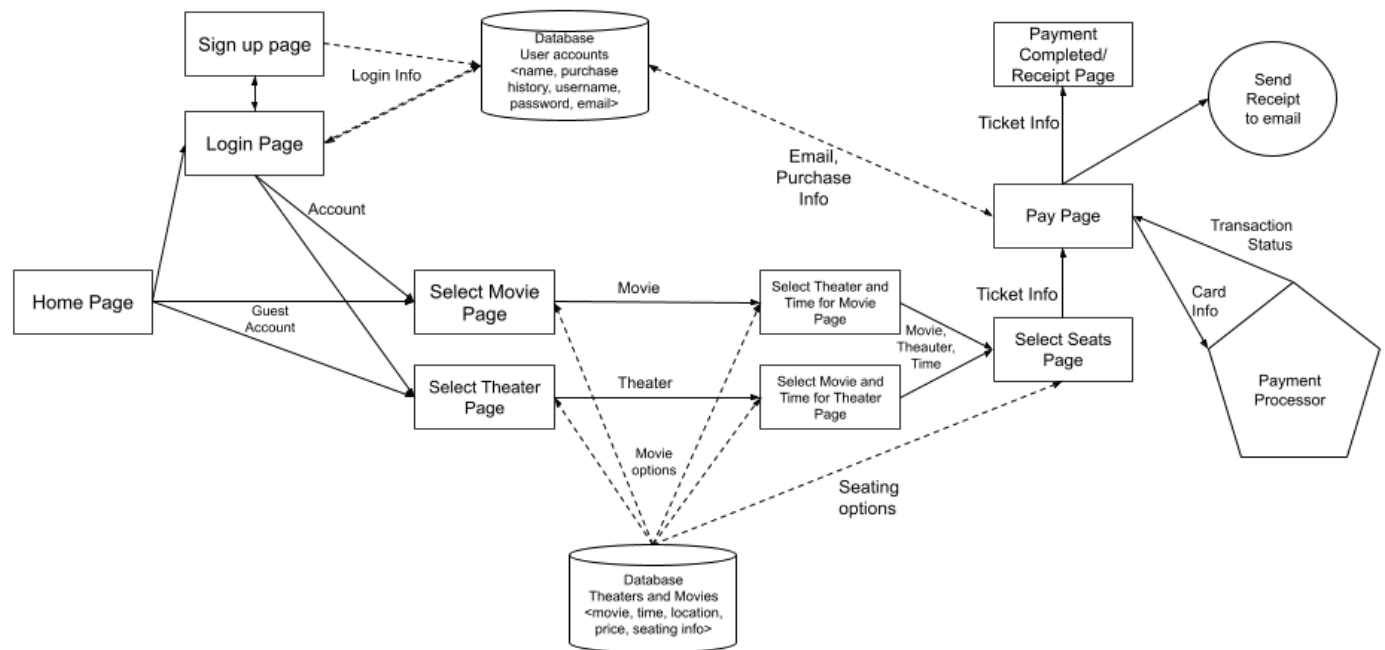 Sign up page
Login Info
Database
User accounts
<name, purchase
history, username,
password, email>
Payment
Completed/
Receipt Page
Send
Receipt
to email
Login Page
Ticket Info
Email,
Purchase
Info
Account
Pay Page
Transaction
Status
Home Page
Guest
Account
Select Movie
Page
Movie
Select Theater and
Time for Movie
Page
Ticket Info
Card
Info
Movie,
Theauter,
Time
Select Seats
Page
Select Theater
Page
Theater
Select Movie and
Time for Theater
Page
Payment
Processor
Movie
options
Seating
options
Database
Theaters and Movies
<movie, time, location,
price, seating info>